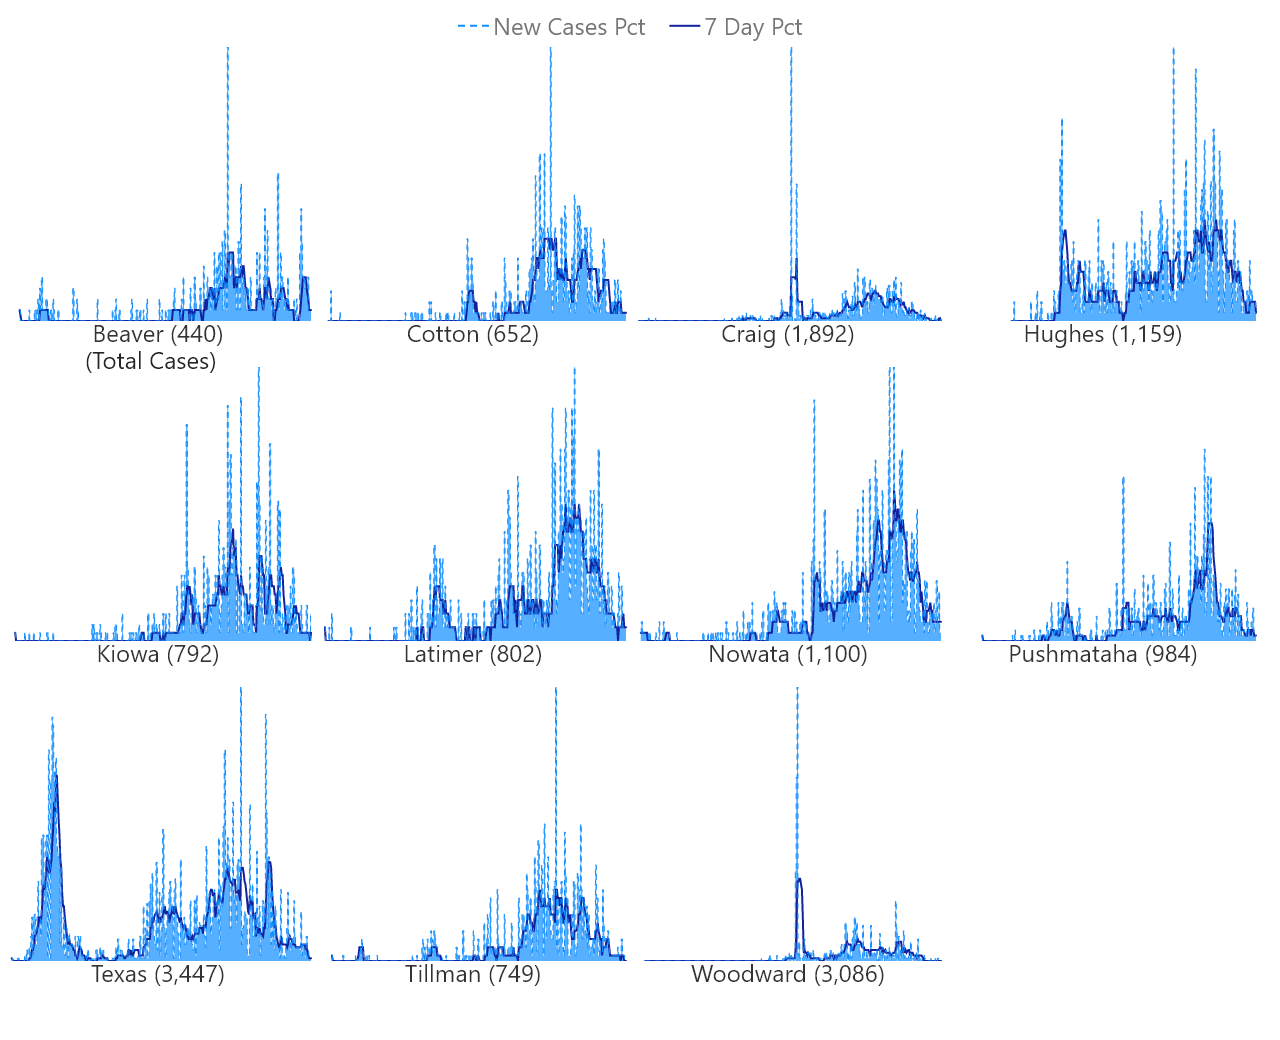 New Cases Pct 7 Day Pct
Beaver (440)
(Total Cases)
Cotton (652)
Craig (1,892)
Hughes (1,159)
Kiowa (792)
Latimer (802)
Nowata (1,100)
Pushmataha (984)
Texas (3,447)
Tillman (749)
Woodward (3,086)